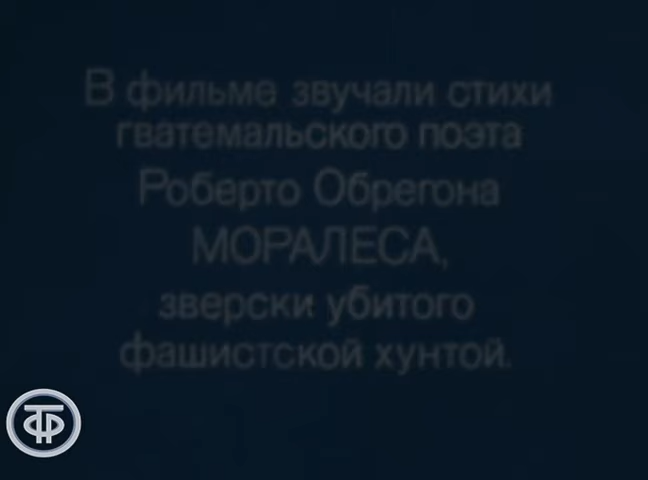 В фильме звучали стихи
гватемальского поэта
Роберто Обрегона
МОРАЛЕСА,
зверски убитого
фашистской хунтой.